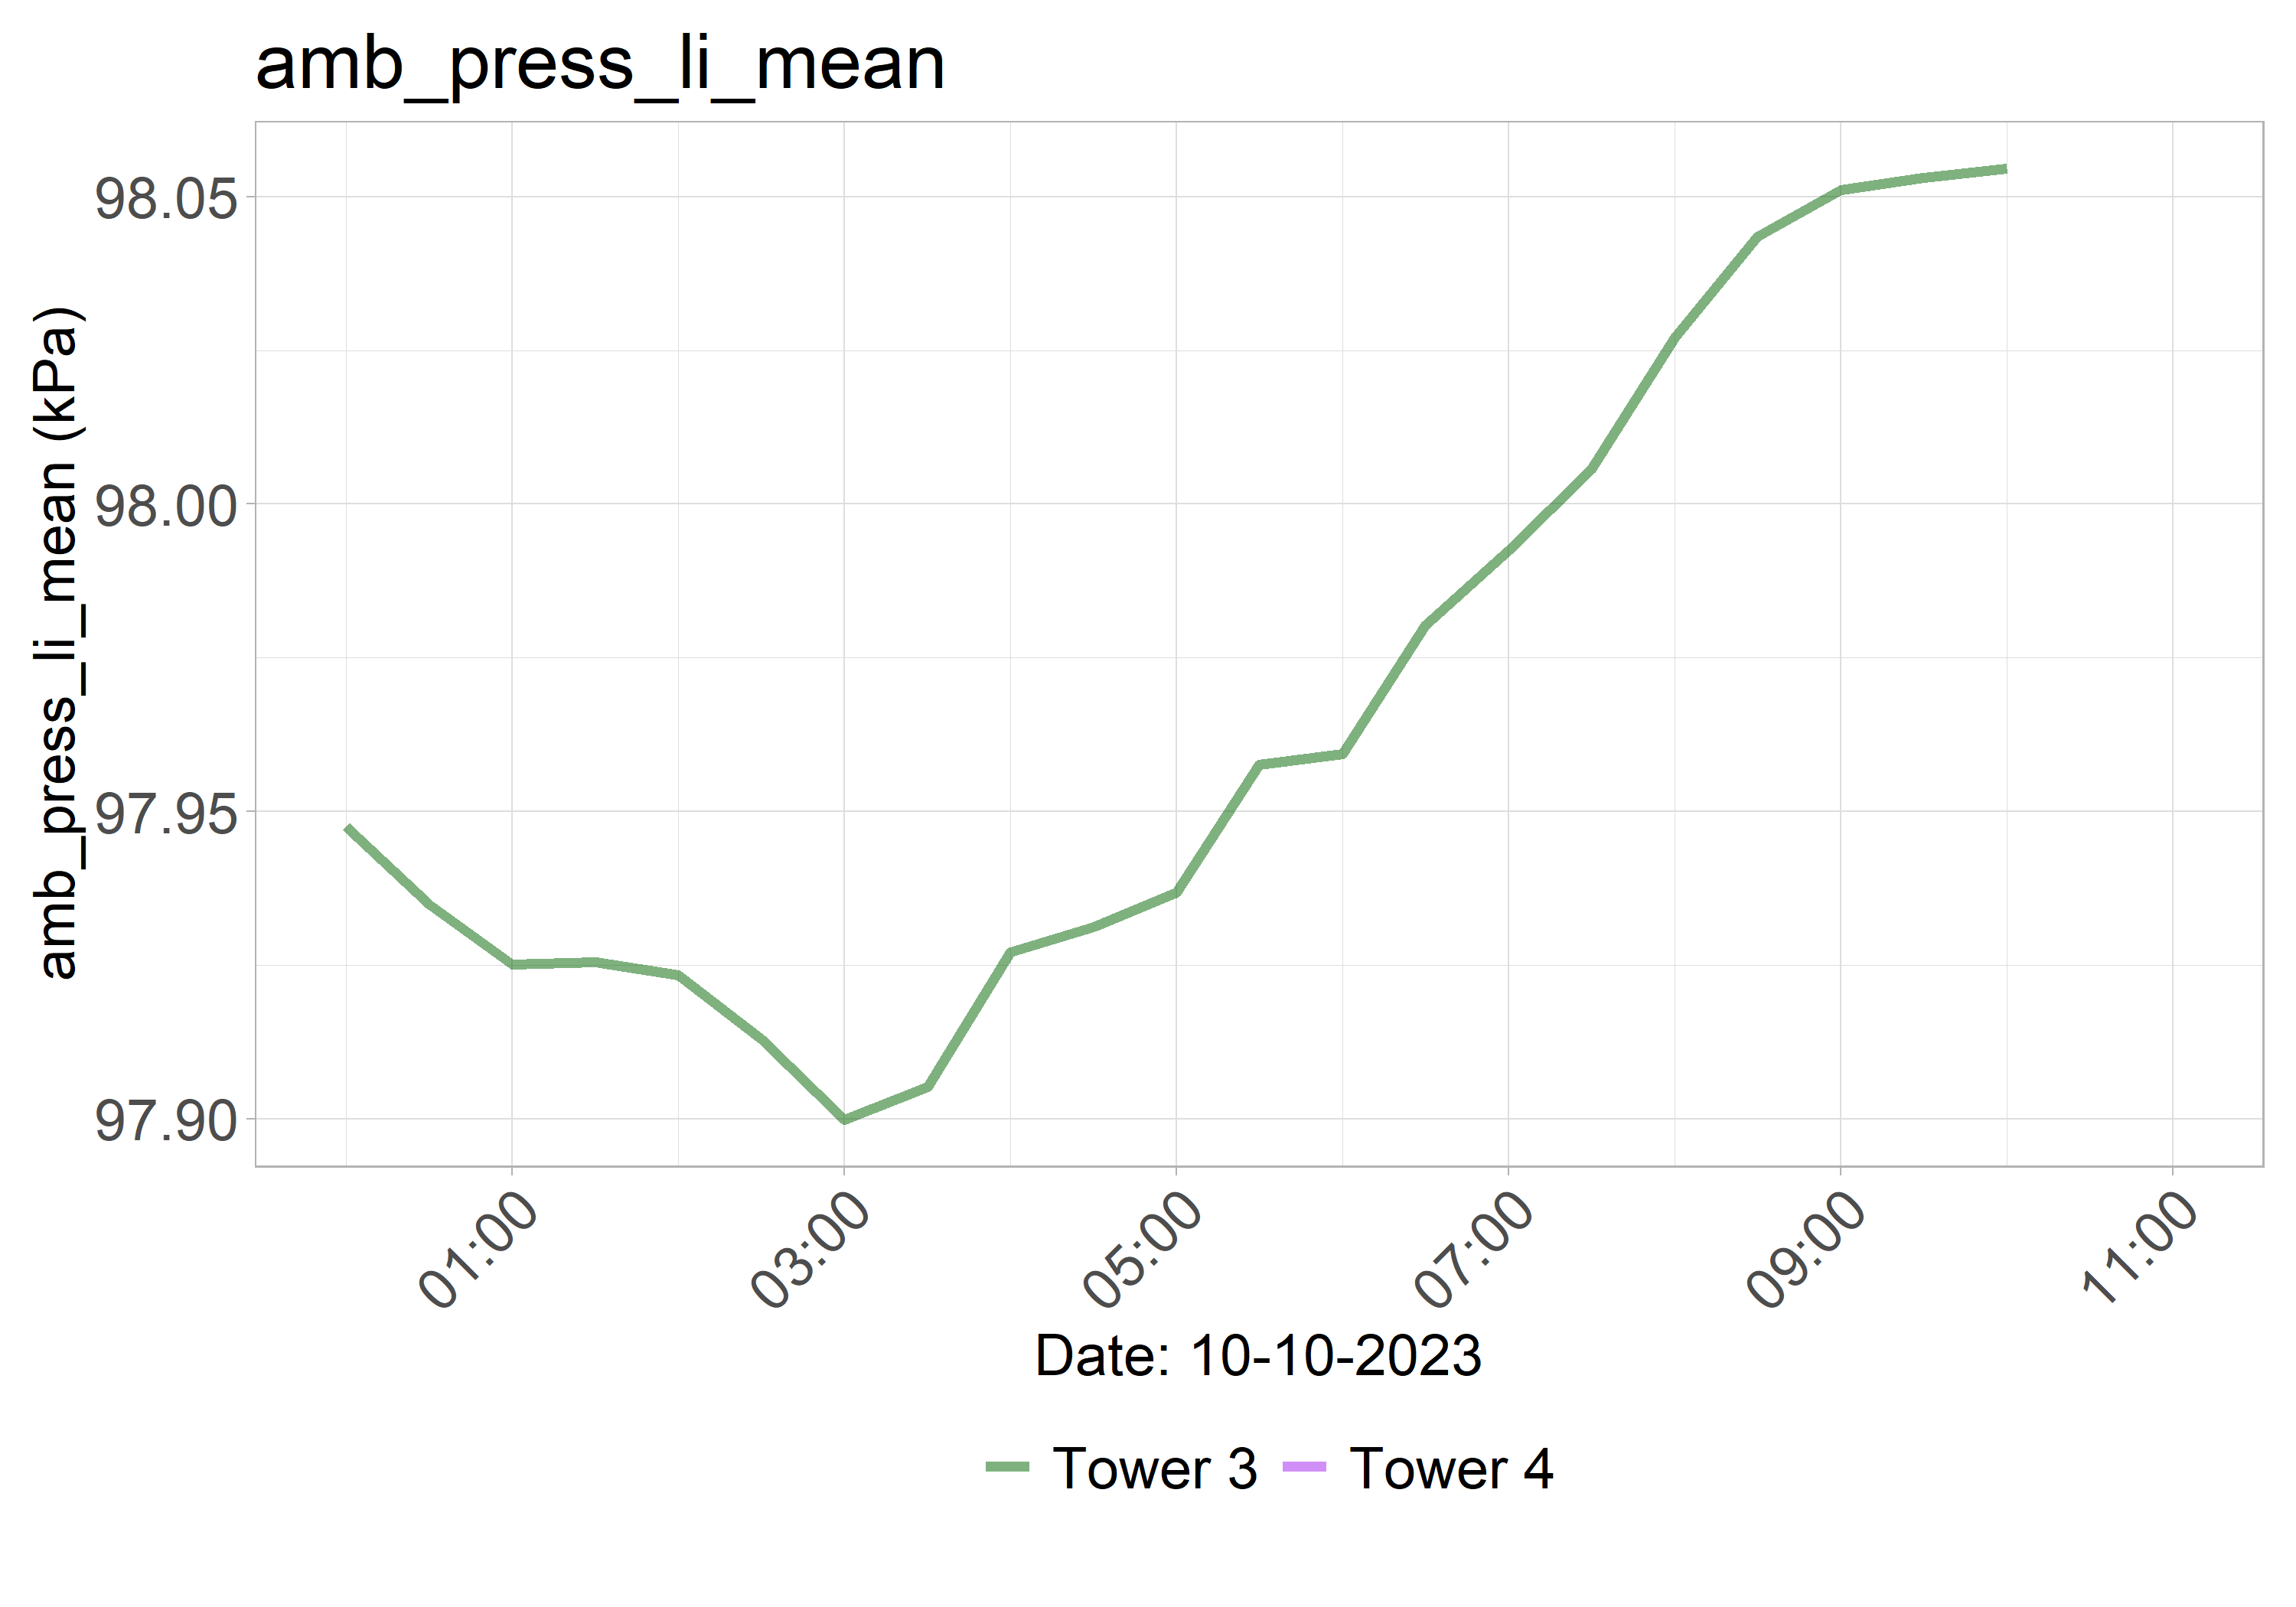 amb_press_li_mean
amb_press_li_mean (kPa)
98.05
98.00
97.95
97.90
01:00 03:00 05:00 07:00 09:00 11:00
Date: 10-10-2023
Tower 3 Tower 4